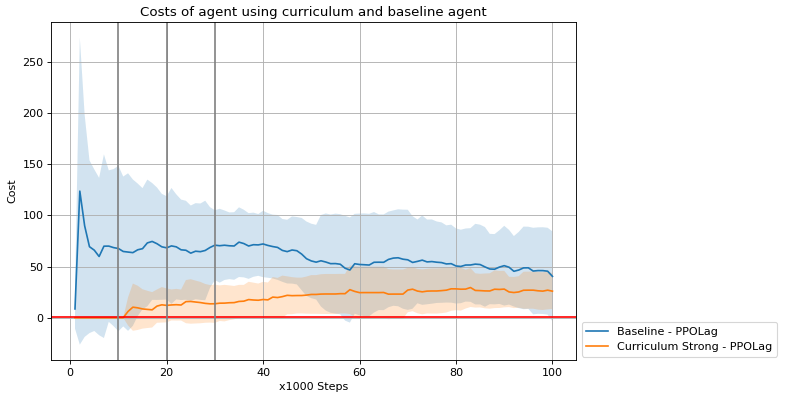 Costs of agent using curriculum and baseline agent
Cost
250
200
150
100
50
0
0 20 40 60 80 100
x1000 Steps
Baseline - PPOLag
Curriculum Strong - PPOLag